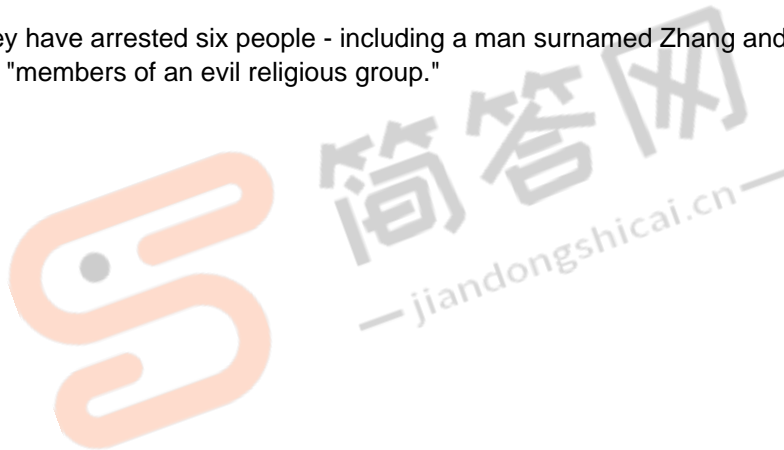 ey have arrested six people - including a man surnamed Zhang and
"members of an evil religious group."
简答网
jiandongshicai.cn